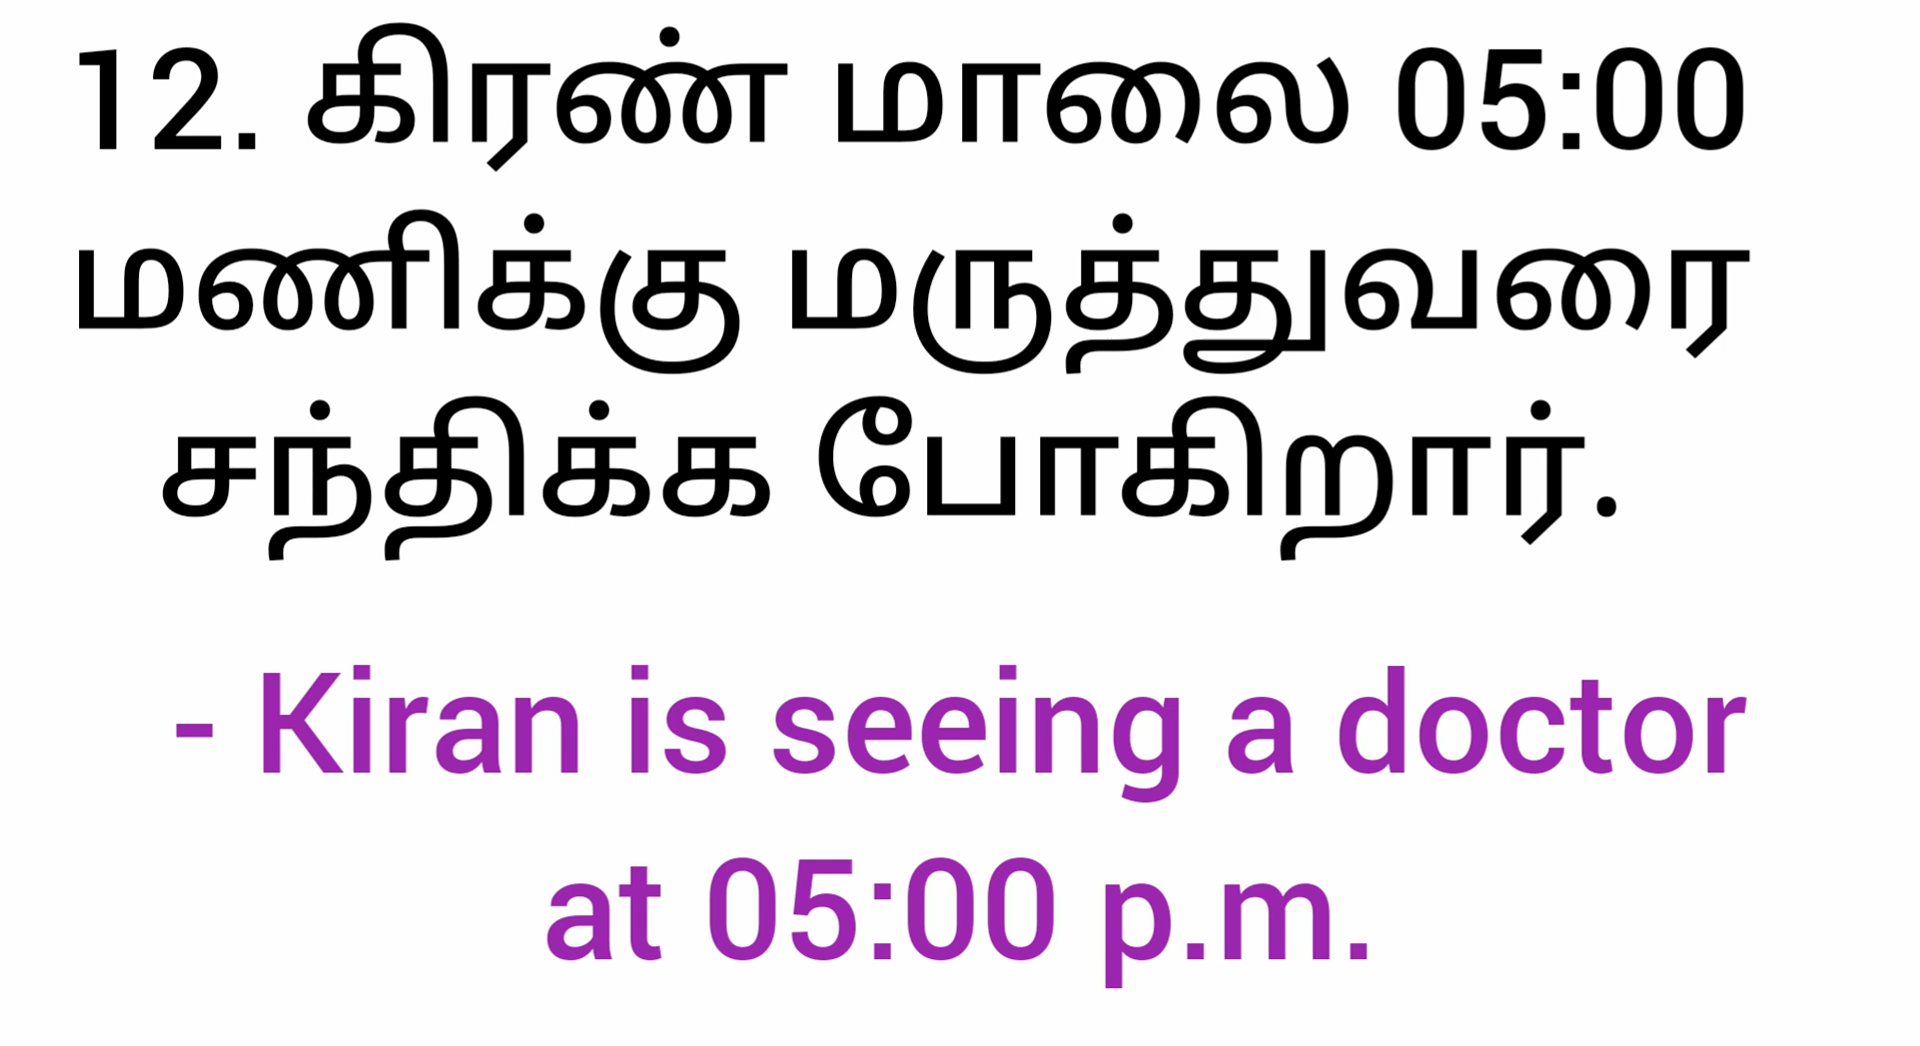 12. கிரண் மாலை 05:00
மணிக்கு மருத்துவரை
சந்திக்க போகிறார்.
- Kiran is seeing a doctor
at 05:00 p.m.